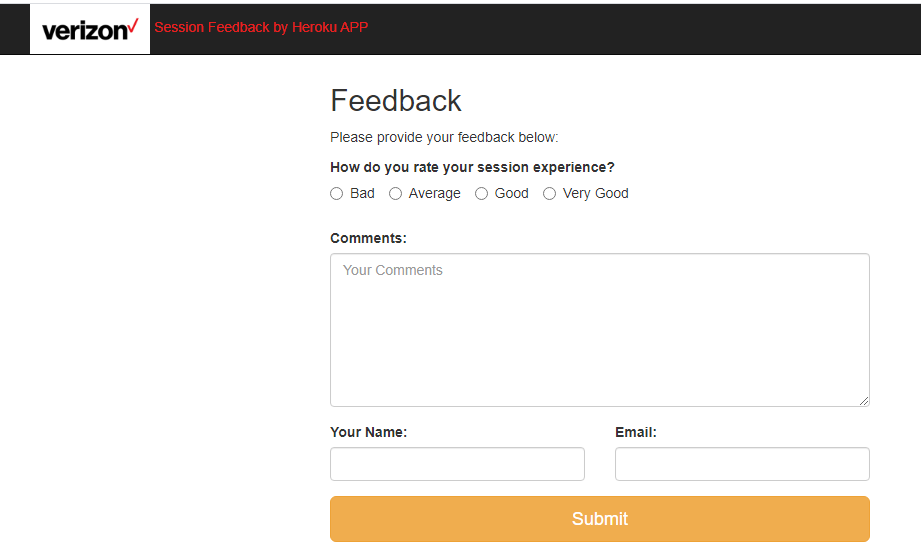 verizon Session Feedback by Heroku APP
Feedback
Please provide your feedback below:
How do you rate your session experience?
Bad Average Good Very Good
Comments:
Your Comments
Your Name: Email:
Submit